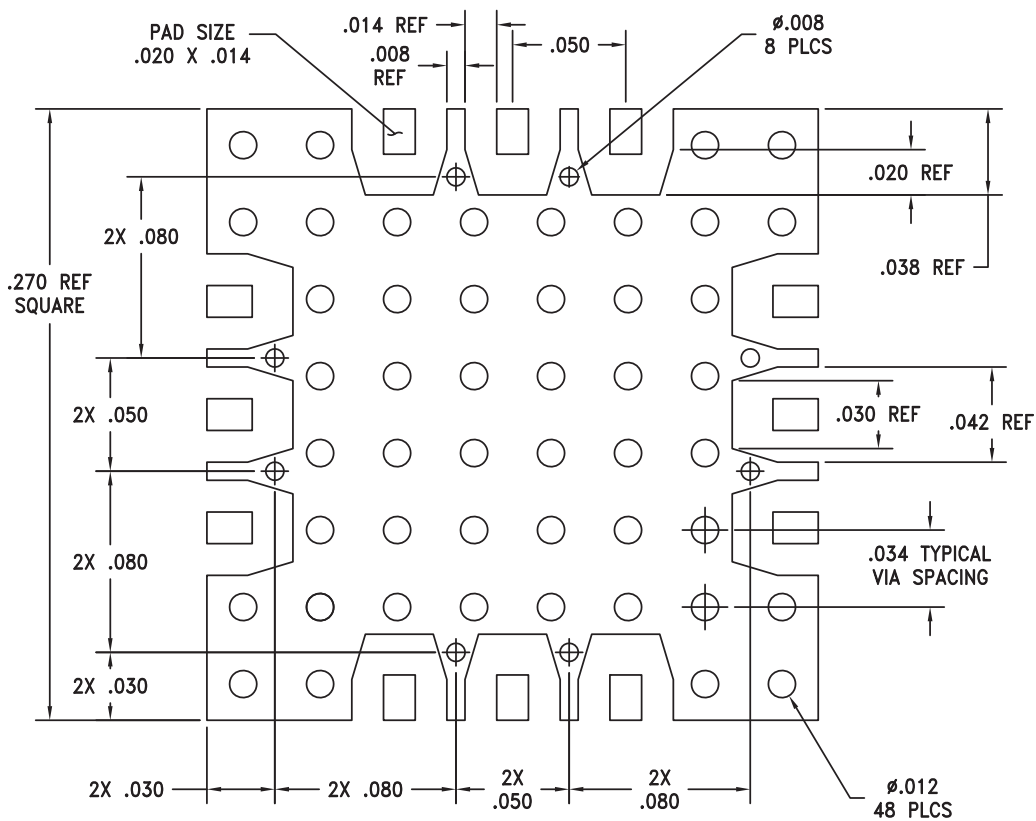 .014 REF
PAD SIZE
.020 X .014
.008
REF
.050
Ø.008
8 PLCS
.020 REF
2X .080
.270 REF
SQUARE
.038 REF
2X .050
.030 REF
.042 REF
2X .080
.034 TYPICAL
VIA SPACING
2X .030
2X .030
2X .080
2X
.050
2X
.080
Ø.012
48 PLCS